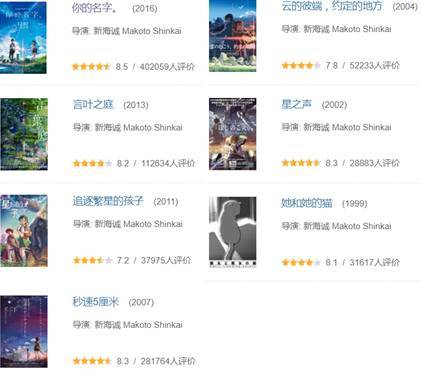 你的名字。 (2016)
导演: 新海诚 Makoto Shinkai
8.5 / 402059人评价
言叶之庭 (2013)
导演: 新海诚 Makoto Shinkai
8.2 / 112634人评价
追逐繁星的孩子 (2011)
导演: 新海诚 Makoto Shinkai
7.2 / 37975人评价
秒速5厘米 (2007)
导演: 新海诚 Makoto Shinkai
8.3 / 281764人评价
云的彼端，约定的地方 (2004)
导演: 新海诚 Makoto Shinkai
7.8 / 52233人评价
星之声 (2002)
导演: 新海诚 Makoto Shinkai
8.3 / 28883人评价
她和她的猫 (1999)
导演: 新海诚 Makoto Shinkai
8.1 / 31617人评价